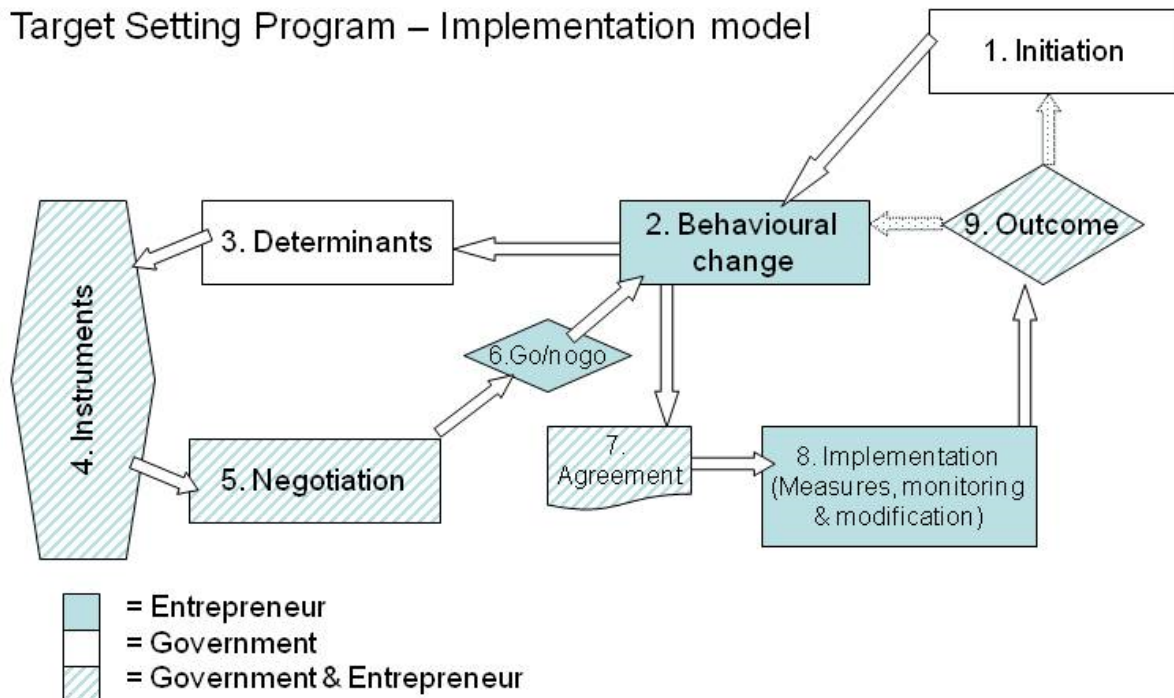 Target Setting Program – Implementation model
1. Initiation
2. Behavioural
change
3. Determinants
4. Instruments
5. Negotiation
6.Go/nogo
7.
Agreement
8. Implementation
(Measures, monitoring
& modification)
9. Outcome
= Entrepreneur
= Government
= Government & Entrepreneur